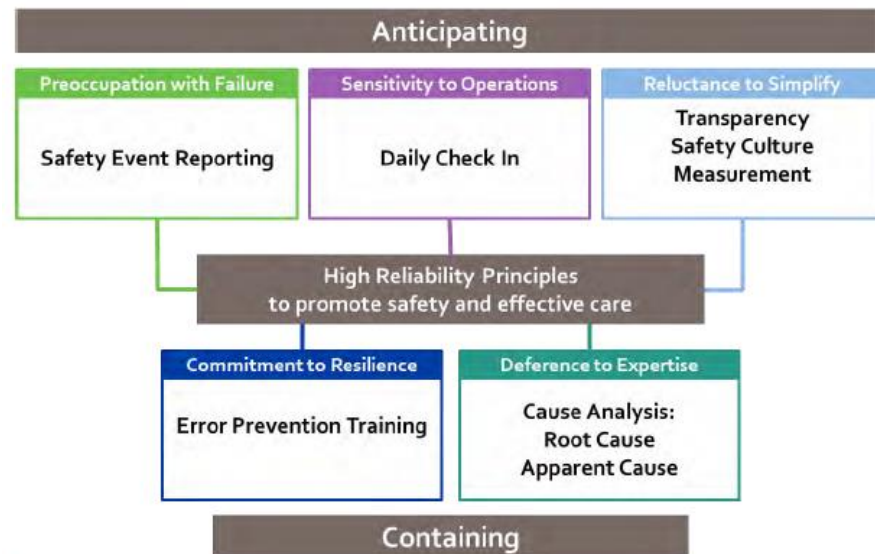 Anticipating
Preoccupation with Failure
Safety Event Reporting
Sensitivity to Operations
Daily Check In
Reluctance to Simplify
Transparency
Safety Culture
Measurement
High Reliability Principles
to promote safety and effective care
Commitment to Resilience
Error Prevention Training
Deference to Expertise
Cause Analysis:
Root Cause
Apparent Cause
Containing